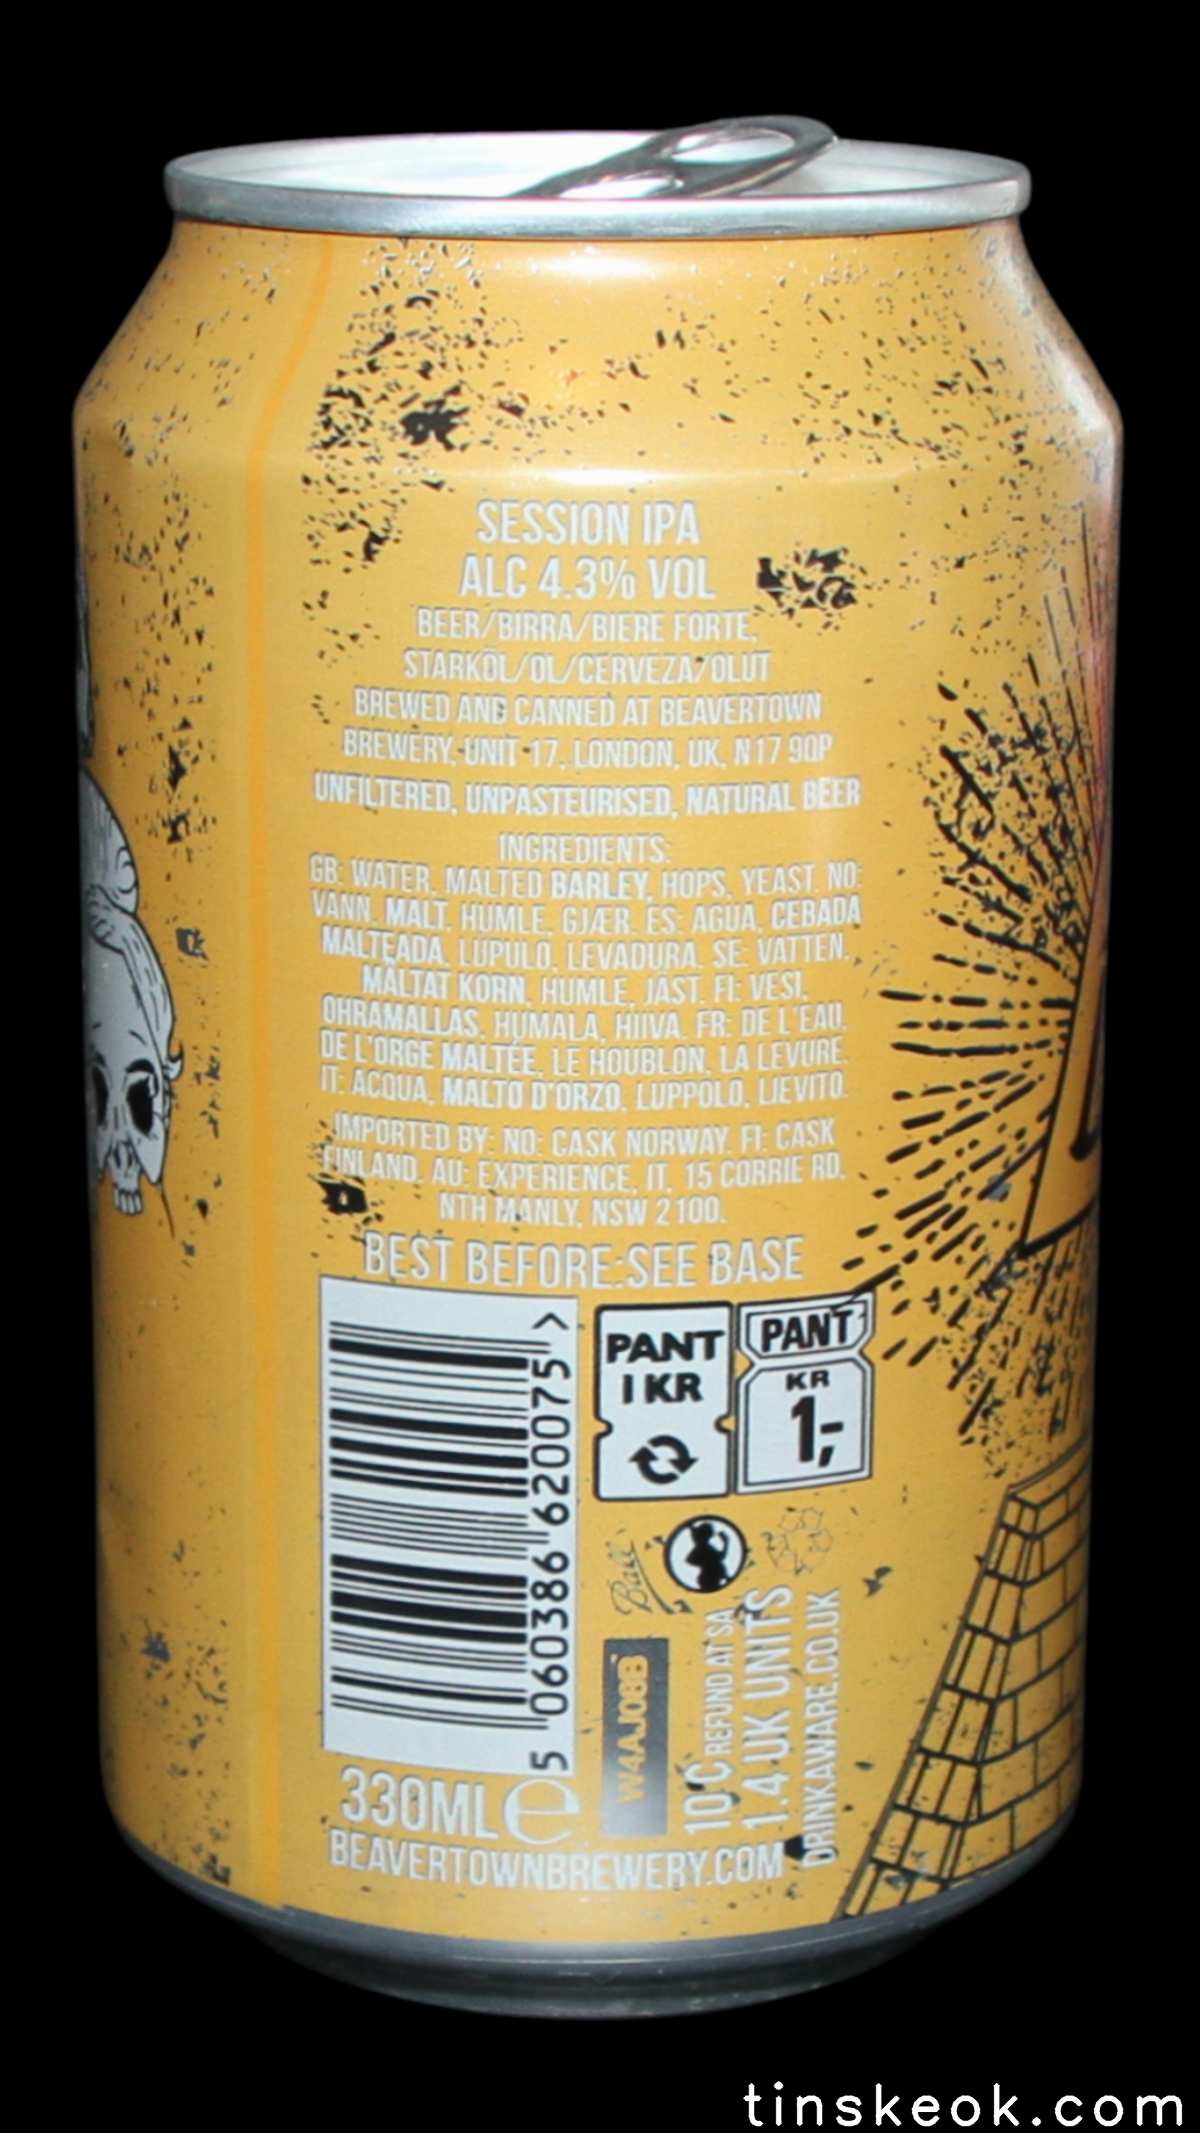 SESSION IPA
ALC 4.3% VOL
BEER/BIRRA/BIERE FORTE,
STARKÖL/OL/CERVEZA/OLUT
BREWED AND CANNED AT BEAVERTOWN
BREWERY, UNIT 17, LONDON, UK, N17 9QP
UNFILTERED, UNPASTEURISED, NATURAL BEER
INGREDIENTS:
GB: WATER, MALTED BARLEY, HOPS, YEAST. NO:
VANN, MALT, HUMLE, GJÆR. ES: AGUA, CEBADA
MALTEADA, LUPULO, LEVADURA. SE: VATTEN,
MÄLTAT KORN, HUMLE, JÄST. FI: VESI,
OHRAMALLAS, HUMALA, HIIVA. FR: DE L'EAU,
DE L'ORGE MALTÉE, LE HOUBLON, LA LEVURE.
IT: ACQUA, MALTO D'ORZO, LUPPOLO, LIEVITO.
IMPORTED BY: NO: CASK NORWAY. FI: CASK
FINLAND. AU: EXPERIENCE, IT, 15 CORRIE RD,
NTH MANLY, NSW 2100.
BEST BEFORE:SEE BASE
5 060386 620075 >
PANT
1 KR
PANT
KR
1,-
Ball
W4AJ08B
10¢ REFUND AT SA
1.4 UK UNITS
DRINKAWARE.CO.UK
330ML e
BEAVERTOWNBREWERY.COM
tinskeok.com